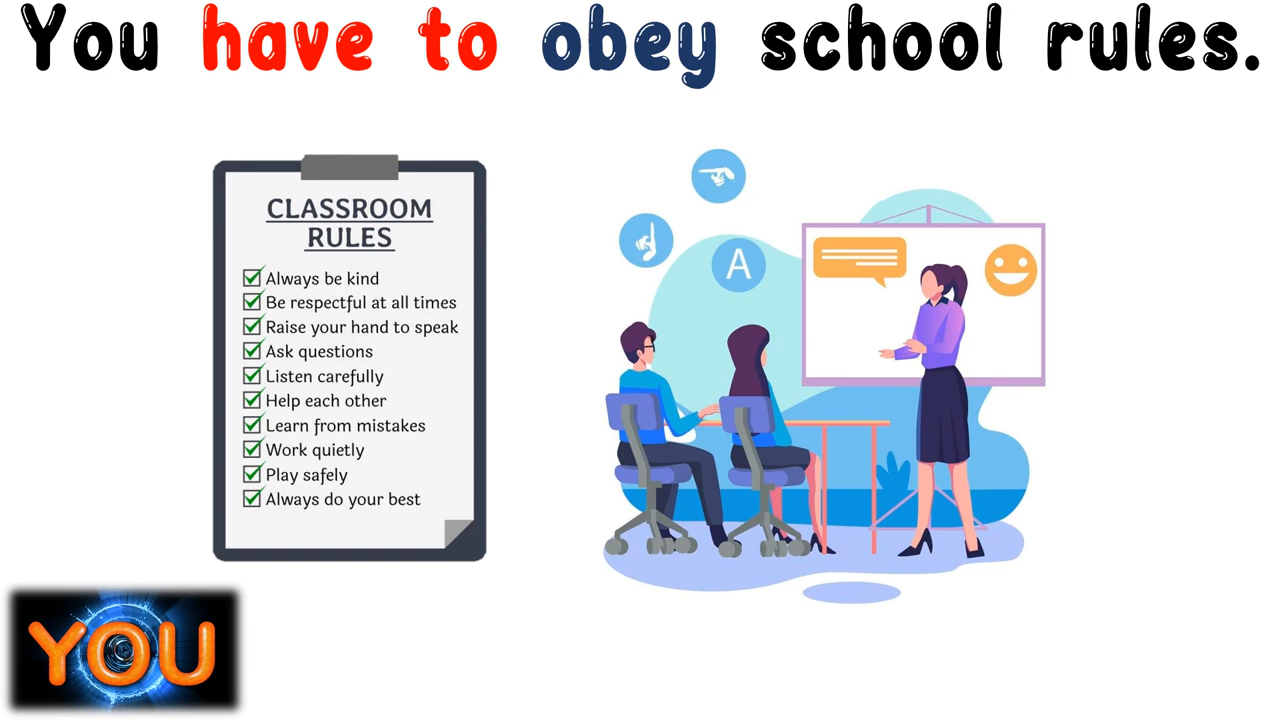 You have to obey school rules.
CLASSROOM
RULES
Always be kind
Be respectful at all times
Raise your hand to speak
Ask questions
Listen carefully
Help each other
Learn from mistakes
Work quietly
Play safely
Always do your best
A
YOU